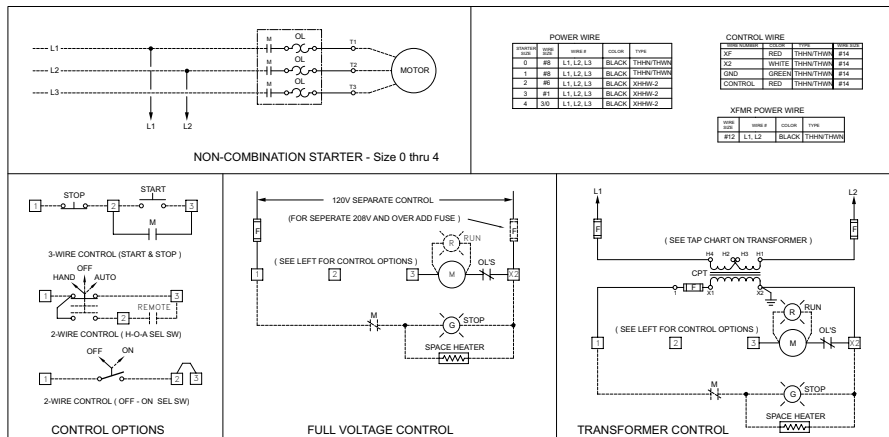 L1
L2
L3
M
OL
T1
M
OL
T2
M
OL
T3
MOTOR
L1
L2
NON-COMBINATION STARTER - Size 0 thru 4
POWER WIRE
STARTER SIZE WIRE SIZE WIRE # COLOR TYPE
0 #8 L1, L2, L3 BLACK THHN/THWN
1 #8 L1, L2, L3 BLACK THHN/THWN
2 #6 L1, L2, L3 BLACK XHHW-2
3 #1 L1, L2, L3 BLACK XHHW-2
4 3/0 L1, L2, L3 BLACK XHHW-2
CONTROL WIRE
WIRE NUMBER COLOR TYPE WIRE SIZE
XF RED THHN/THWN #14
X2 WHITE THHN/THWN #14
GND GREEN THHN/THWN #14
CONTROL RED THHN/THWN #14
XFMR POWER WIRE
WIRE SIZE WIRE # COLOR TYPE
#12 L1, L2 BLACK THHN/THWN
STOP
START
1
2
3
M
3-WIRE CONTROL (START & STOP )
OFF
HAND
AUTO
1
3
REMOTE
2
2-WIRE CONTROL ( H-O-A SEL SW)
OFF
ON
1
2
3
2-WIRE CONTROL ( OFF - ON SEL SW)
CONTROL OPTIONS
120V SEPARATE CONTROL
(FOR SEPERATE 208V AND OVER ADD FUSE )
F
F
R
RUN
( SEE LEFT FOR CONTROL OPTIONS )
1
2
3
M
OL'S
X2
M
G
STOP
SPACE HEATER
FULL VOLTAGE CONTROL
L1
L2
F
F
( SEE TAP CHART ON TRANSFORMER )
H4
H2
H3
H1
CPT
F
1
X1
X2
R
RUN
(SEE LEFT FOR CONTROL OPTIONS )
1
2
3
M
OL'S
X2
M
G
STOP
SPACE HEATER
TRANSFORMER CONTROL